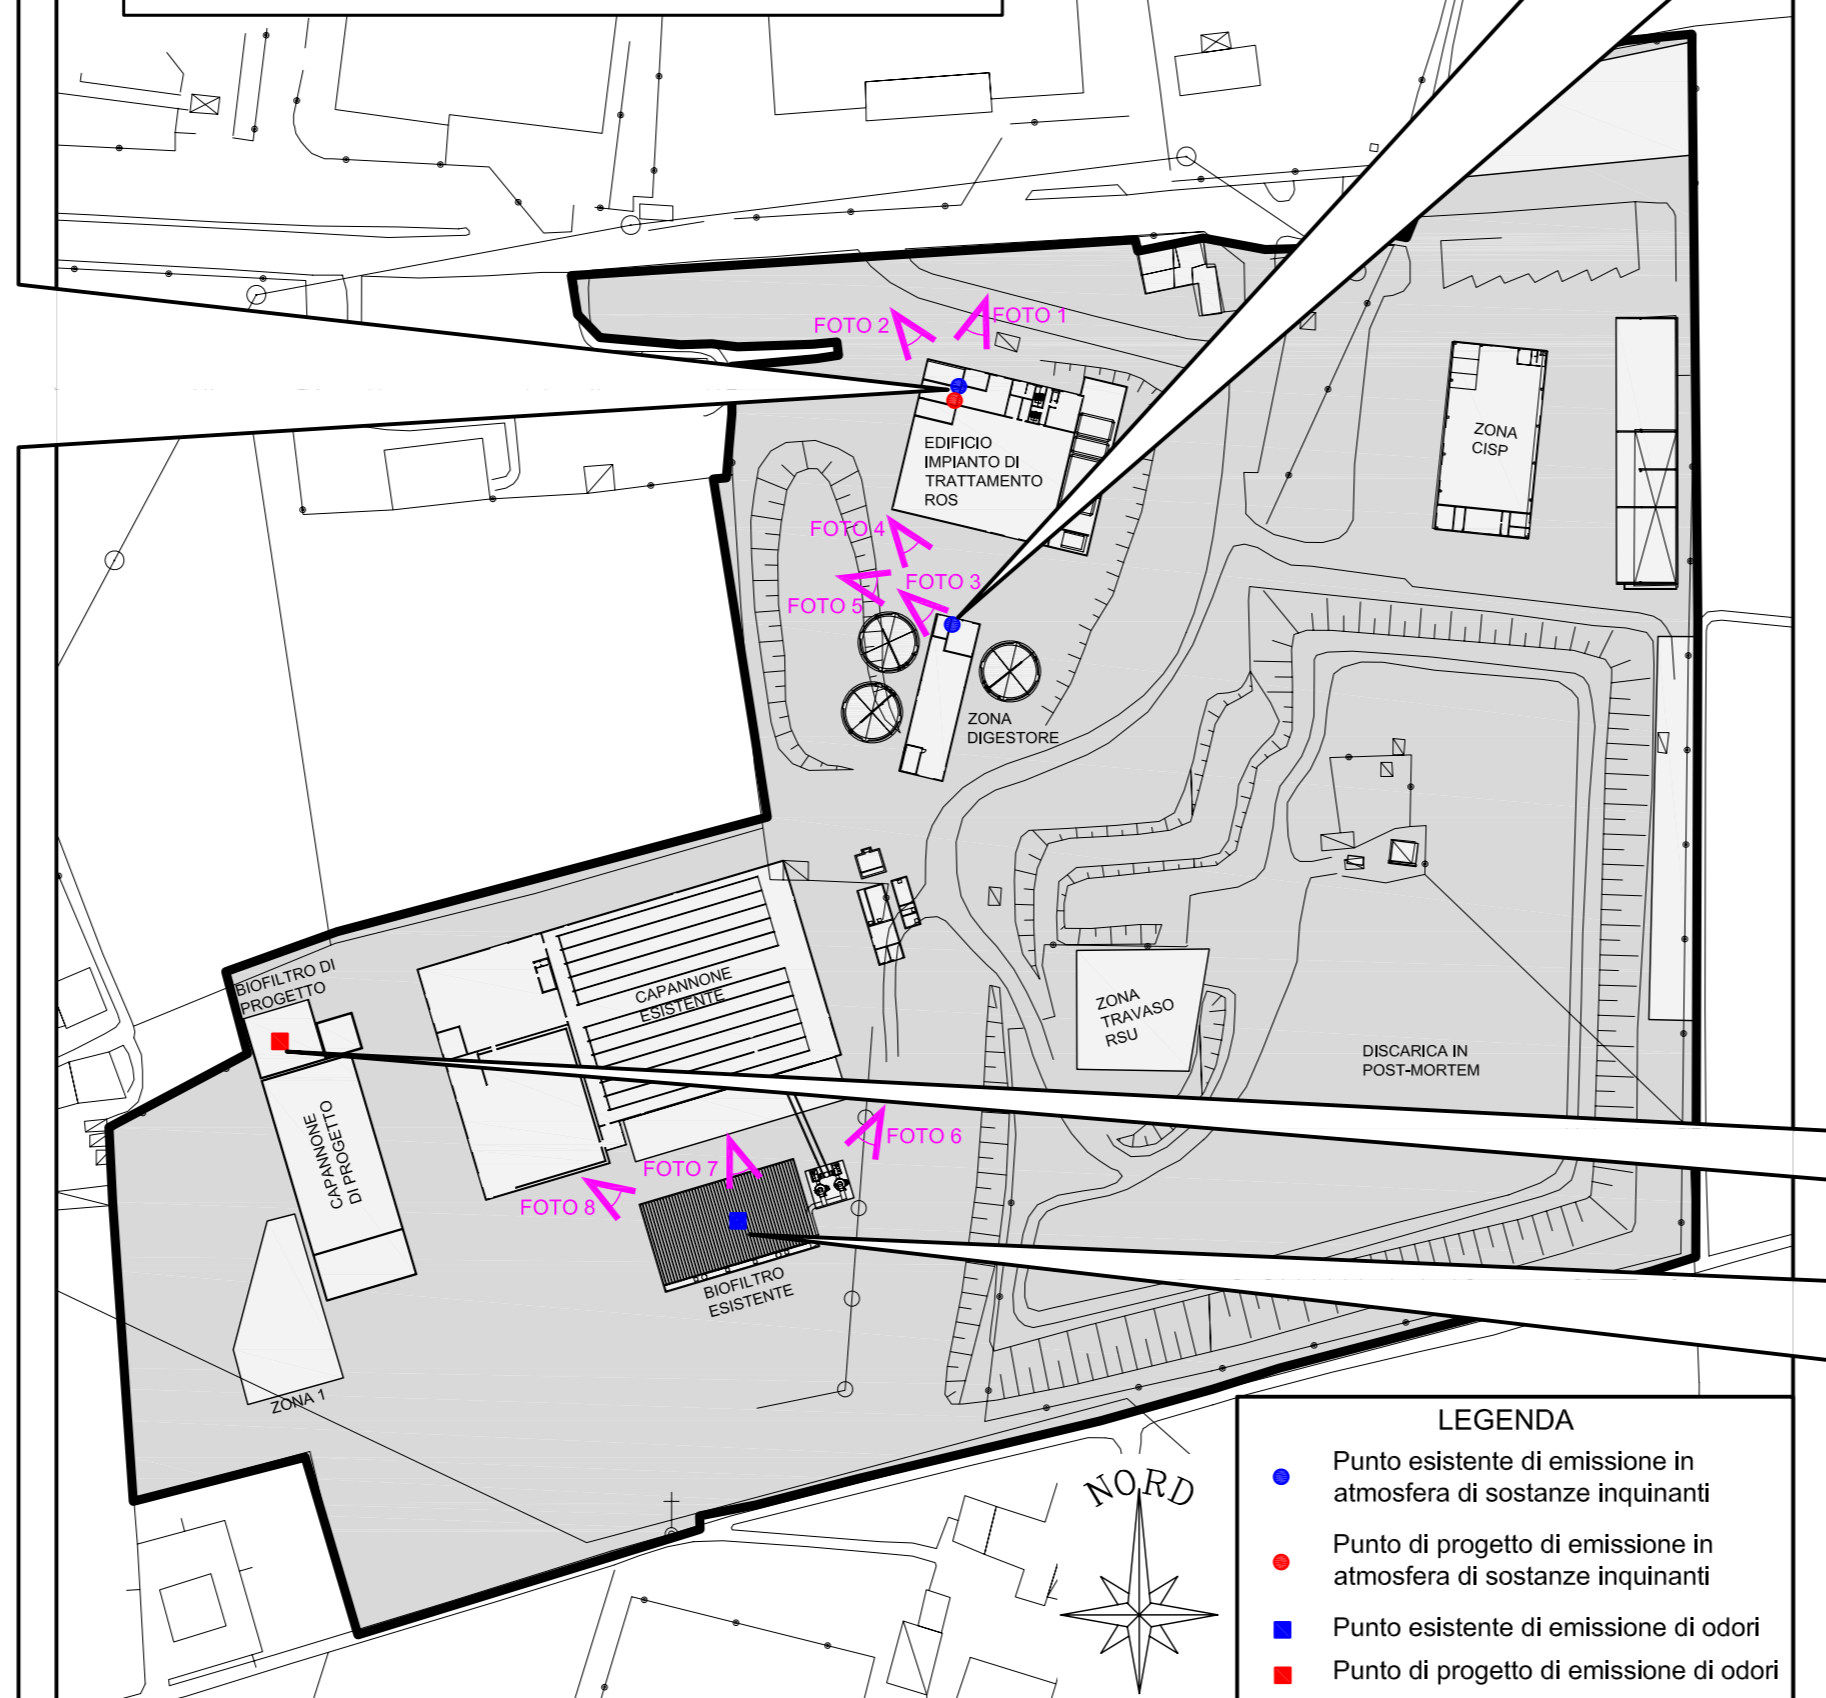 FOTO 2
FOTO 1
EDIFICIO
IMPIANTO DI
TRATTAMENTO
ROS
ZONA
CISP
FOTO 4
FOTO 3
FOTO 5
ZONA
DIGESTORE
BIOFILTRO DI
PROGETTO
CAPANNONE
ESISTENTE
ZONA
TRAVASO
RSU
DISCARICA IN
POST-MORTEM
CAPANNONE
DI PROGETTO
FOTO 6
FOTO 7
FOTO 8
BIOFILTRO
ESISTENTE
ZONA 1
NORD
LEGENDA
Punto esistente di emissione in
atmosfera di sostanze inquinanti
Punto di progetto di emissione in
atmosfera di sostanze inquinanti
Punto esistente di emissione di odori
Punto di progetto di emissione di odori